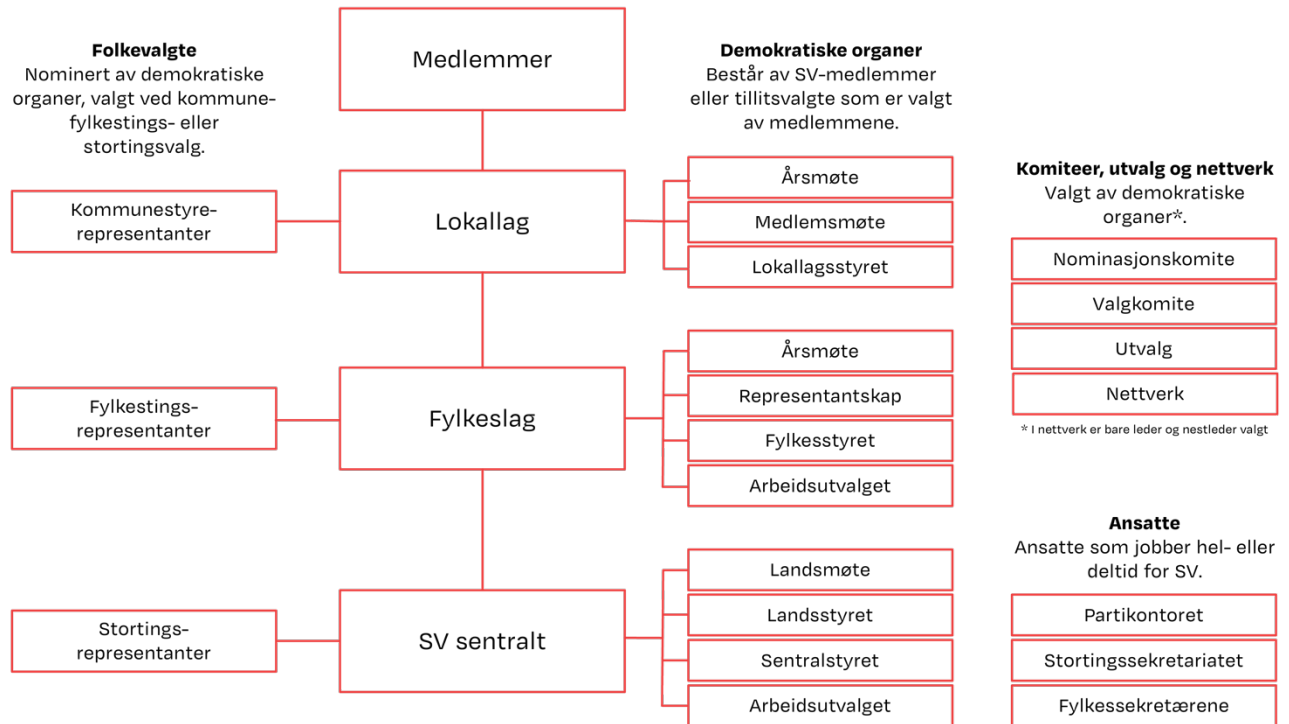 Folkevalgte
Nominert av demokratiske
organer, valgt ved kommune-
fylkestings- eller
stortingsvalg.
Medlemmer
Demokratiske organer
Består av SV-medlemmer
eller tillitsvalgte som er valgt
av medlemmene.
Kommunestyre-
representanter
Lokallag
Årsmøte
Medlemsmøte
Lokallagsstyret
Komiteer, utvalg og nettverk
Valgt av demokratiske
organer*.
Nominasjonskomite
Valgkomite
Utvalg
Nettverk
* I nettverk er bare leder og nestleder valgt
Fylkestings-
representanter
Fylkeslag
Årsmøte
Representantskap
Fylkesstyret
Arbeidsutvalget
Stortings-
representanter
SV sentralt
Landsmøte
Landsstyret
Sentralstyret
Arbeidsutvalget
Ansatte
Ansatte som jobber hel- eller
deltid for SV.
Partikontoret
Stortingssekretariatet
Fylkessekretærene